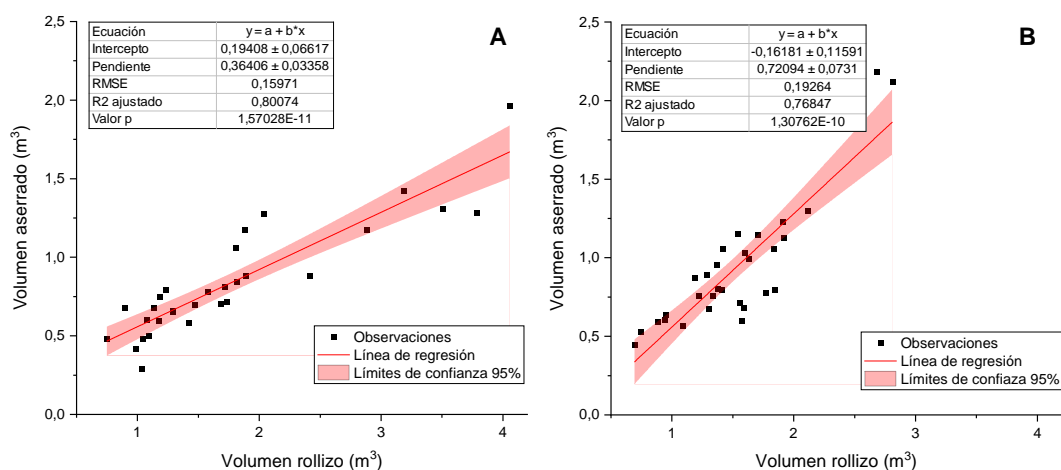 A
Ecuación y = a + b*x
Intercepto 0,19408 ± 0,06617
Pendiente 0,36406 ± 0,03358
RMSE 0,15971
R2 ajustado 0,80074
Valor p 1,57028E-11
2,5
2,0
1,5
1,0
0,5
0,0
Volumen aserrado (m³)
Observaciones
Línea de regresión
Límites de confianza 95%
1 2 3 4
Volumen rollizo (m³)
B
Ecuación y = a + b*x
Intercepto -0,16181 ± 0,11591
Pendiente 0,72094 ± 0,0731
RMSE 0,19264
R2 ajustado 0,76847
Valor p 1,30762E-10
2,5
2,0
1,5
1,0
0,5
0,0
Volumen aserrado (m³)
Observaciones
Línea de regresión
Límites de confiaza 95%
1 2 3 4
Volumen rollizo (m³)